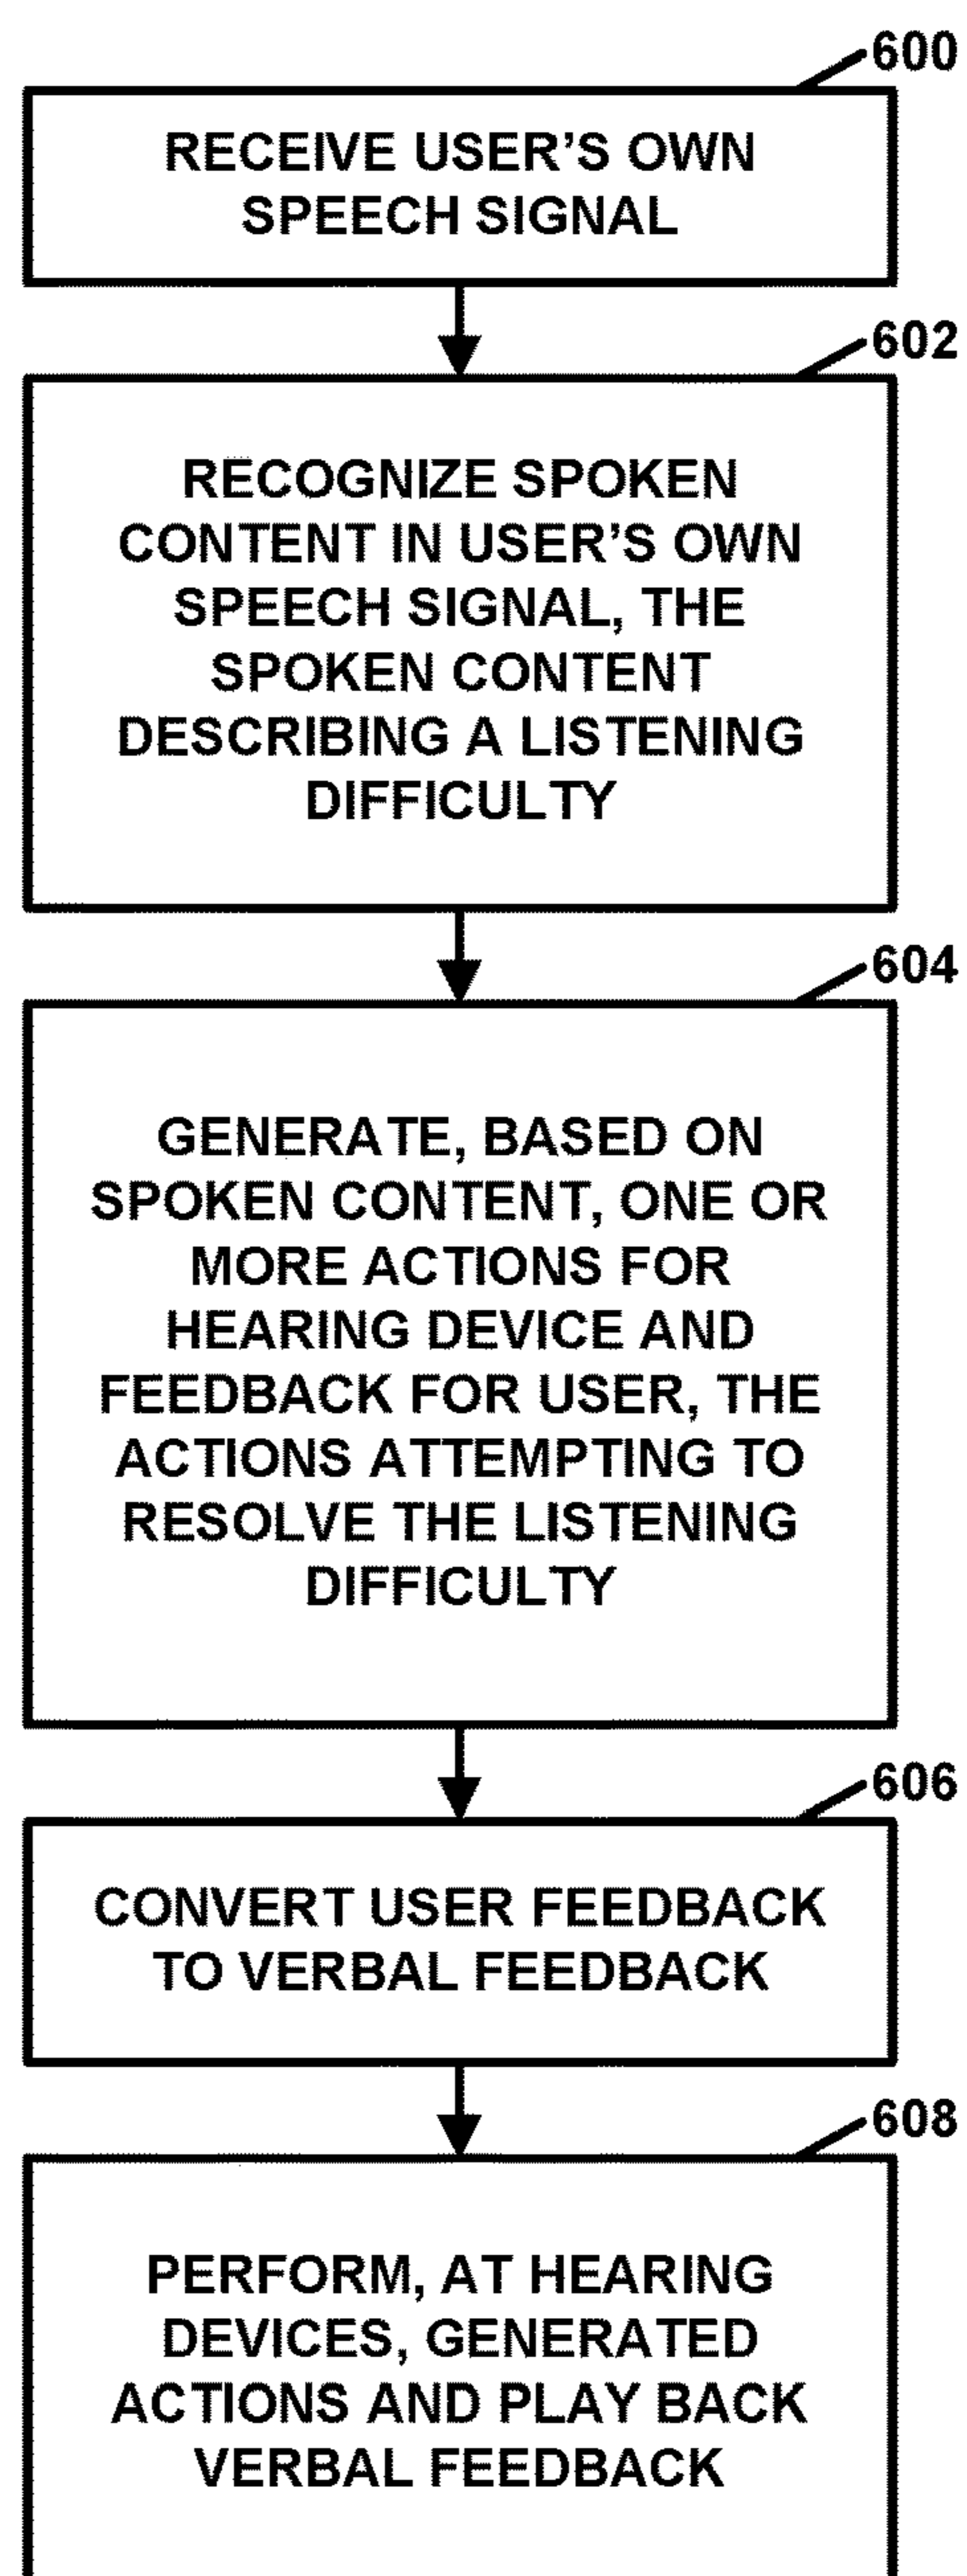 600
RECEIVE USER'S OWN
SPEECH SIGNAL
602
RECOGNIZE SPOKEN
CONTENT IN USER'S OWN
SPEECH SIGNAL, THE
SPOKEN CONTENT
DESCRIBING A LISTENING
DIFFICULTY
604
GENERATE, BASED ON
SPOKEN CONTENT, ONE OR
MORE ACTIONS FOR
HEARING DEVICE AND
FEEDBACK FOR USER, THE
ACTIONS ATTEMPTING TO
RESOLVE THE LISTENING
DIFFICULTY
606
CONVERT USER FEEDBACK
TO VERBAL FEEDBACK
608
PERFORM, AT HEARING
DEVICES, GENERATED
ACTIONS AND PLAY BACK
VERBAL FEEDBACK